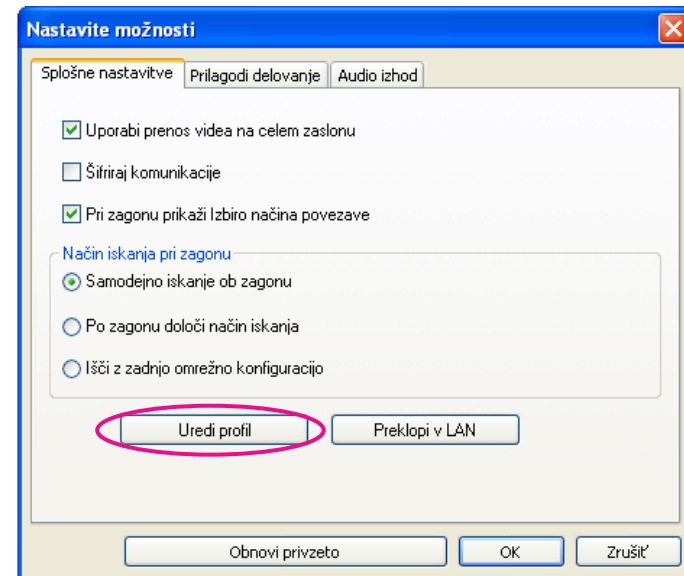 Nastavite možnosti
Splošne nastavitve Prilagodi delovanje Audio izhod
Uporabi prenos videa na celem zaslonu
Šifriraj komunikacije
Pri zagonu prikaži Izbiro načina povezave
Način iskanja pri zagonu
Samodejno iskanje ob zagonu
Po zagonu določi način iskanja
Išči z zadnjo omrežno konfiguracijo
Uredi profil Preklopi v LAN
Obnovi privzeto OK Zrušiť